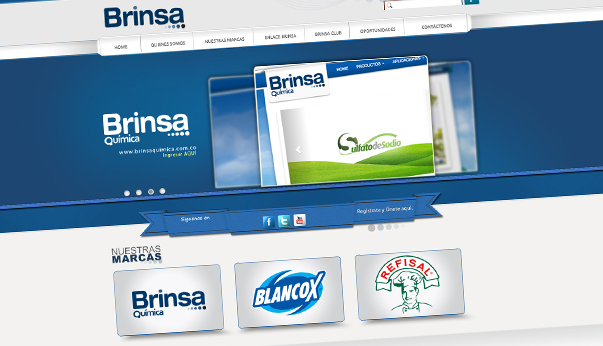 Brinsa
HOME QUIENES SOMOS NUESTRAS MARCAS ENLACE BRINSA BRINSA CLUB OPORTUNIDADES CONTÁCTENOS
Brinsa
Química
www.brinsaquimica.com.co
Ingresar AQUÍ
Brinsa
Química
HOME PRODUCTOS APLICACIONES
Sulfato de Sodio
Síguenos en
Regístrate y Únete aquí.
NUESTRAS
MARCAS
Brinsa
Química
BLANCOX
REFISAL